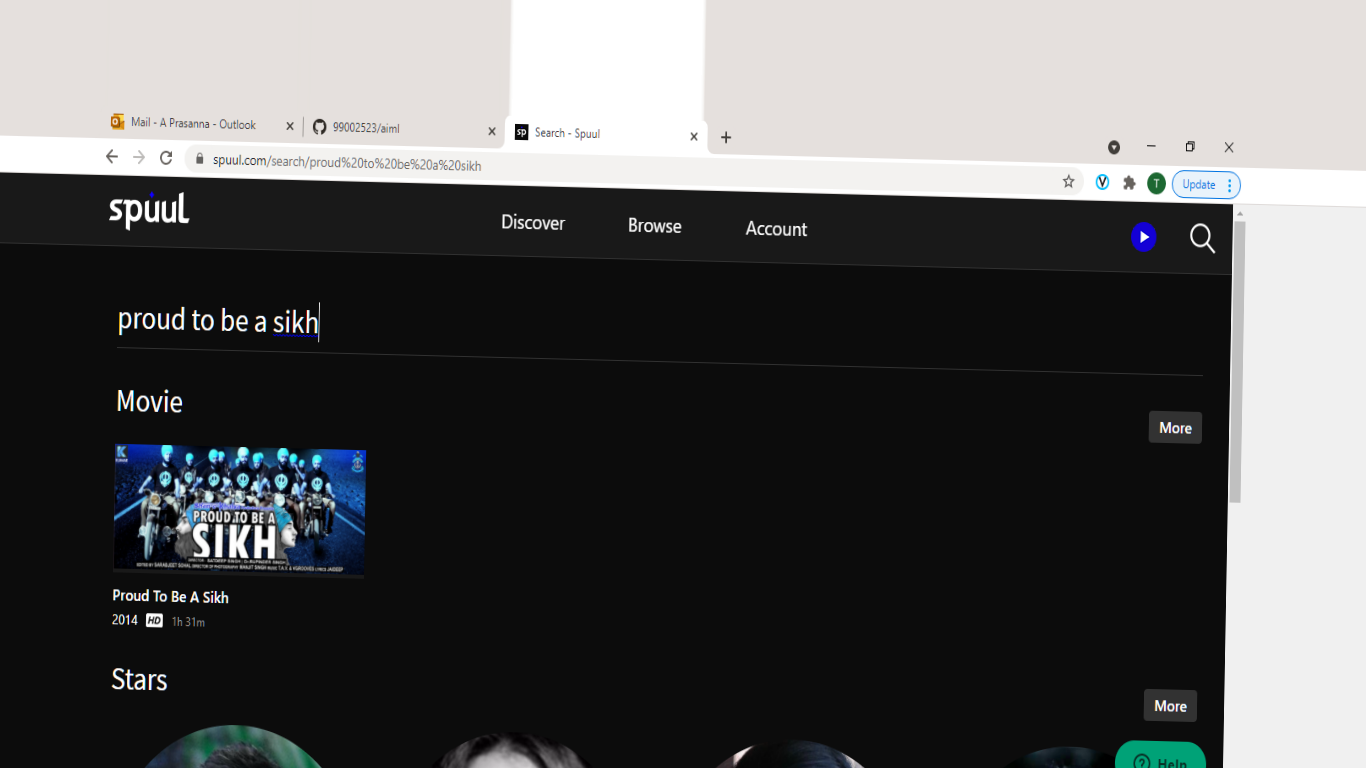 Mail - A Prasanna - Outlook
99002523/aiml
sp Search - Spuul
spuul.com/search/proud%20to%20be%20a%20sikh
T
Update
spuul
Discover Browse Account
proud to be a sikh
Movie
More
PROUD TO BE A
SIKH
Proud To Be A Sikh
2014 HD 1h 31m
Stars
More
Help